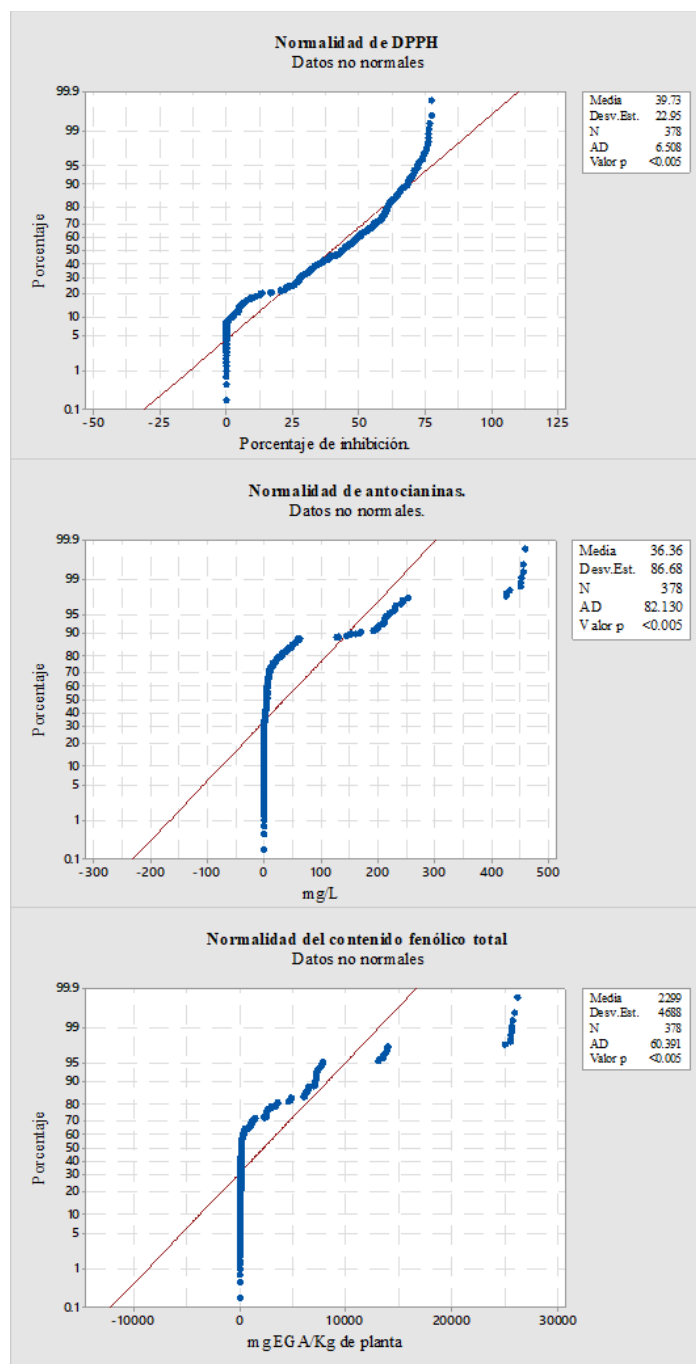 Normalidad de DPPH
Datos no normales
99.9
99
95
90
80
70
60
50
40
30
20
10
5
1
0.1
Porcentaje
-50
-25
0
25
50
75
100
125
Porcentaje de inhibición.
Media 39.73
Desv.Est. 22.95
N 378
AD 6.508
Valor p <0.005
Normalidad de antocianinas.
Datos no normales.
99.9
99
95
90
80
70
60
50
40
30
20
10
5
1
0.1
Porcentaje
-300
-200
-100
0
100
200
300
400
500
mg/L
Media 36.36
Desv.Est. 86.68
N 378
AD 82.130
Valor p <0.005
Normalidad del contenido fenólico total
Datos no normales
99.9
99
95
90
80
70
60
50
40
30
20
10
5
1
0.1
Porcentaje
-10000
0
10000
20000
30000
mgEGA/Kg de planta
Media 2299
Desv.Est. 4688
N 378
AD 60.391
Valor p <0.005